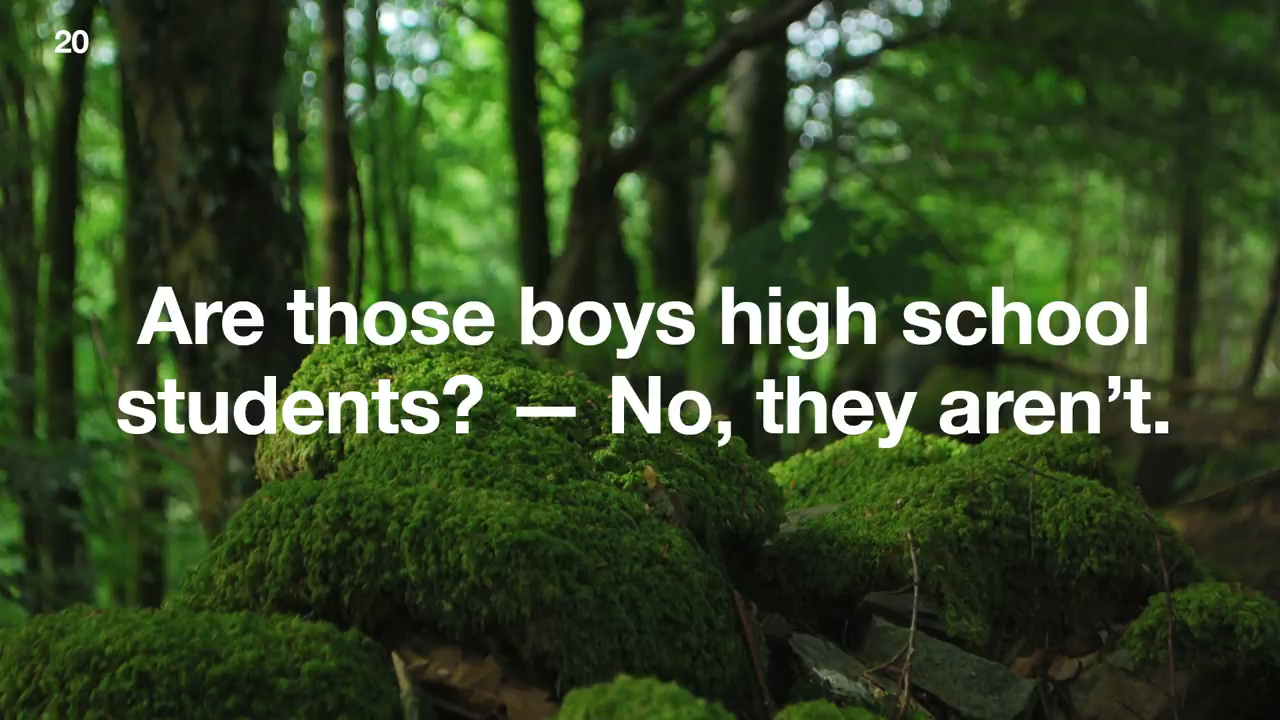 20
Are those boys high school
students? — No, they aren’t.